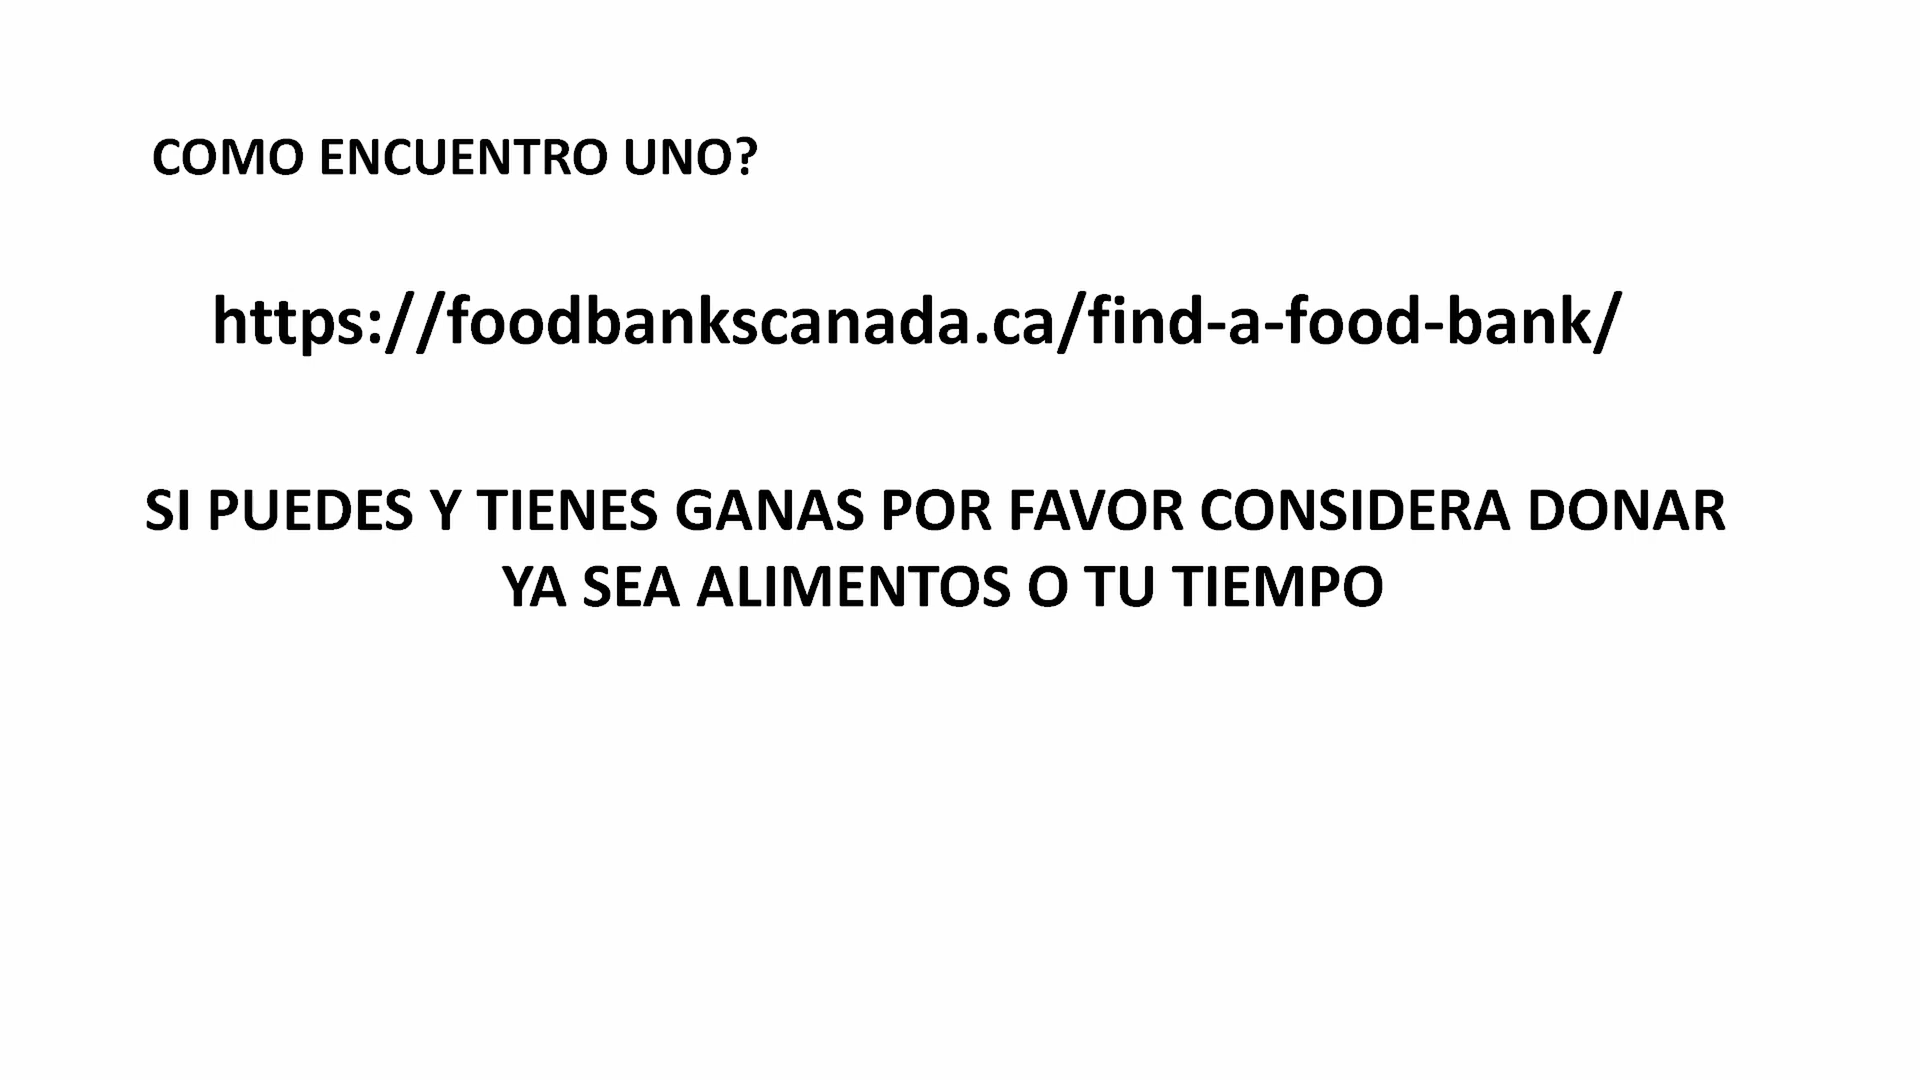 COMO ENCUENTRO UNO?
https://foodbankscanada.ca/find-a-food-bank/
SI PUEDES Y TIENES GANAS POR FAVOR CONSIDERA DONAR
YA SEA ALIMENTOS O TU TIEMPO